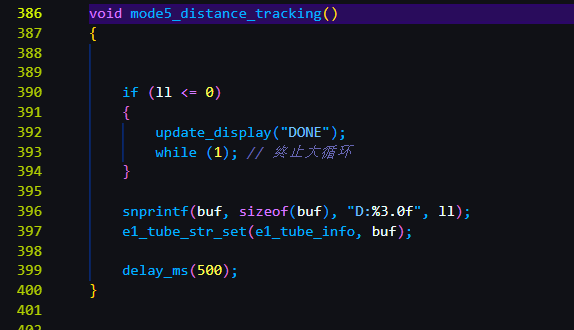 386 void mode5_distance_tracking()
387 {
388
389
390 if (ll <= 0)
391 {
392 update_display("DONE");
393 while (1); // 终止大循环
394 }
395
396 snprintf(buf, sizeof(buf), "D:%3.0f", ll);
397 e1_tube_str_set(e1_tube_info, buf);
398
399 delay_ms(500);
400 }
401
402